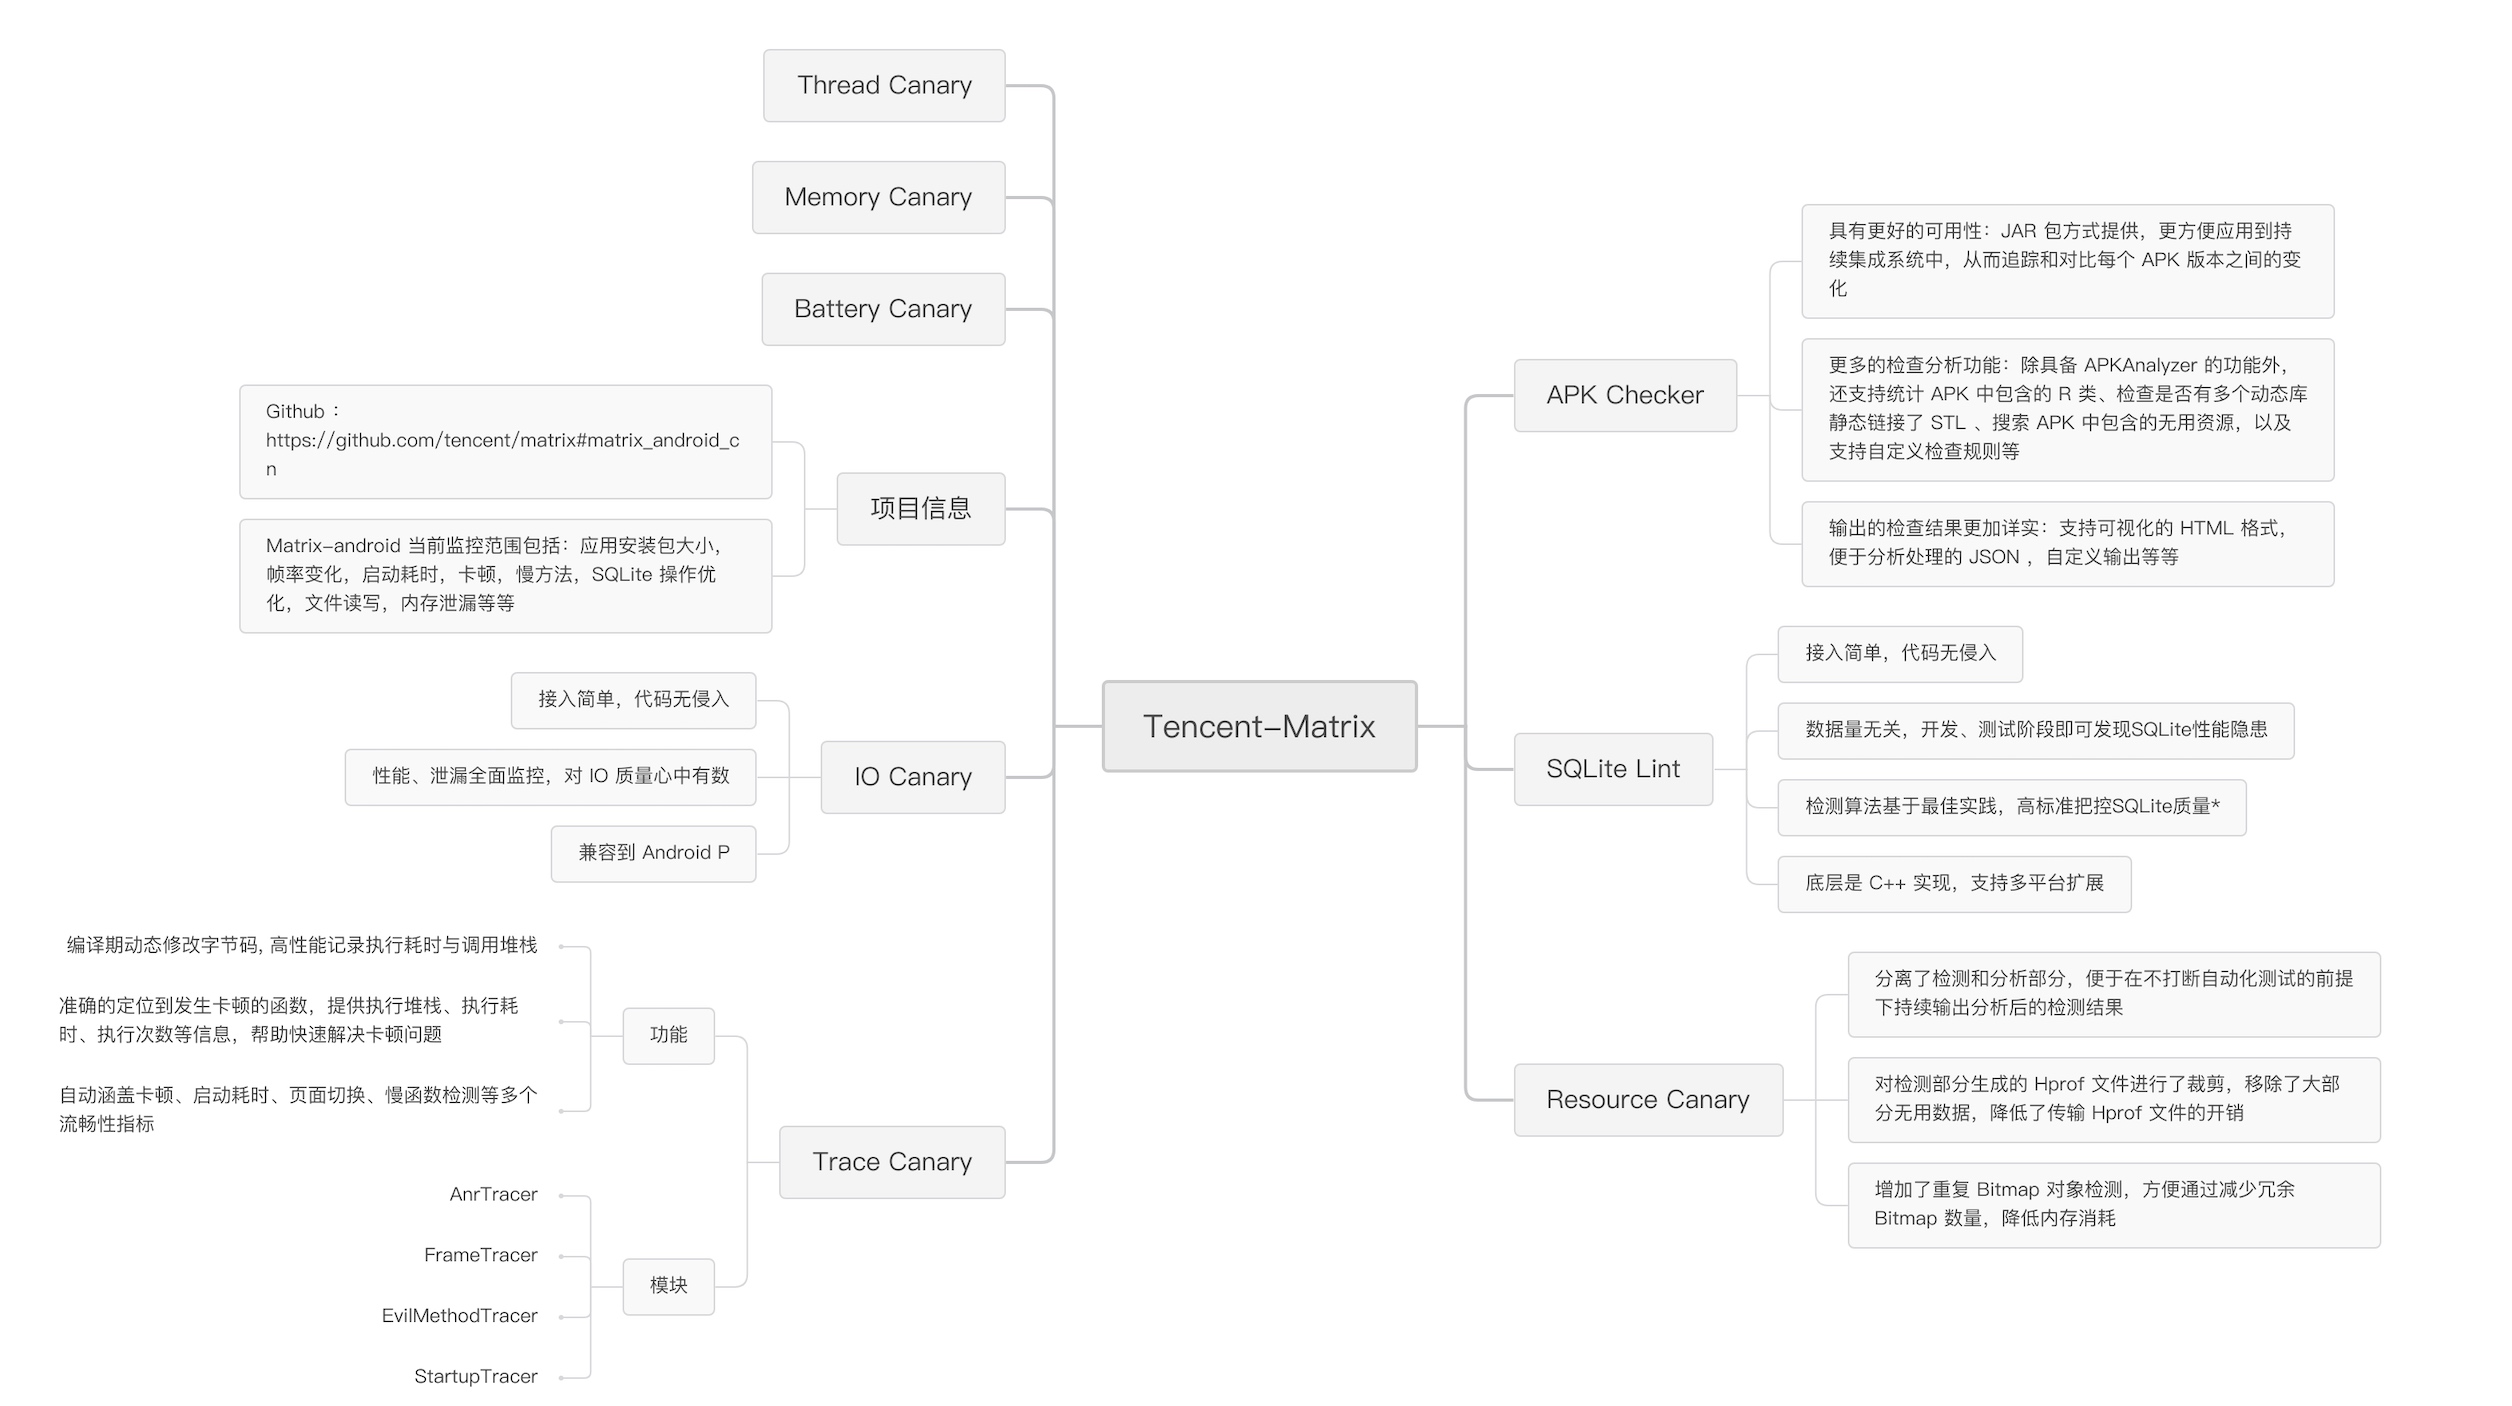 Thread Canary
Memory Canary
Battery Canary
Github：
https://github.com/tencent/matrix#matrix_android_c
n
项目信息
Matrix-android 当前监控范围包括：应用安装包大小，
帧率变化，启动耗时，卡顿，慢方法，SQLite 操作优
化，文件读写，内存泄漏等等
接入简单，代码无侵入
性能、泄漏全面监控，对 IO 质量心中有数
IO Canary
兼容到 Android P
编译期动态修改字节码, 高性能记录执行耗时与调用堆栈
准确的定位到发生卡顿的函数，提供执行堆栈、执行耗
时、执行次数等信息，帮助快速解决卡顿问题
功能
自动涵盖卡顿、启动耗时、页面切换、慢函数检测等多个
流畅性指标
Trace Canary
AnrTracer
FrameTracer
模块
EvilMethodTracer
StartupTracer
Tencent-Matrix
具有更好的可用性：JAR 包方式提供，更方便应用到持
续集成系统中，从而追踪和对比每个 APK 版本之间的变
化
APK Checker
更多的检查分析功能：除具备 APKAnalyzer 的功能外，
还支持统计 APK 中包含的 R 类、检查是否有多个动态库
静态链接了 STL 、搜索 APK 中包含的无用资源，以及
支持自定义检查规则等
输出的检查结果更加详实：支持可视化的 HTML 格式，
便于分析处理的 JSON ，自定义输出等等
接入简单，代码无侵入
数据量无关，开发、测试阶段即可发现SQLite性能隐患
SQLite Lint
检测算法基于最佳实践，高标准把控SQLite质量*
底层是 C++ 实现，支持多平台扩展
分离了检测和分析部分，便于在不打断自动化测试的前提
下持续输出分析后的检测结果
Resource Canary
对检测部分生成的 Hprof 文件进行了裁剪，移除了大部
分无用数据，降低了传输 Hprof 文件的开销
增加了重复 Bitmap 对象检测，方便通过减少冗余
Bitmap 数量，降低内存消耗